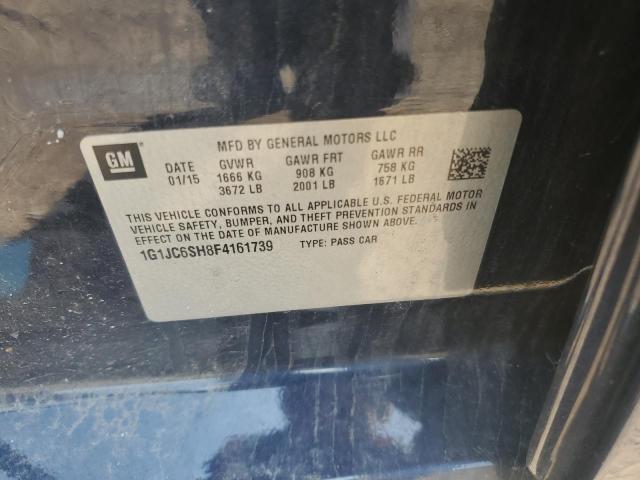 GM
MFD BY GENERAL MOTORS LLC
DATE GVWR GAWR FRT GAWR RR
01/15 1666 KG 908 KG 758 KG
3672 LB 2001 LB 1671 LB
THIS VEHICLE CONFORMS TO ALL APPLICABLE U.S. FEDERAL MOTOR
VEHICLE SAFETY, BUMPER, AND THEFT PREVENTION STANDARDS IN
EFFECT ON THE DATE OF MANUFACTURE SHOWN ABOVE.
1G1JC6SH8F4161739 TYPE: PASS CAR